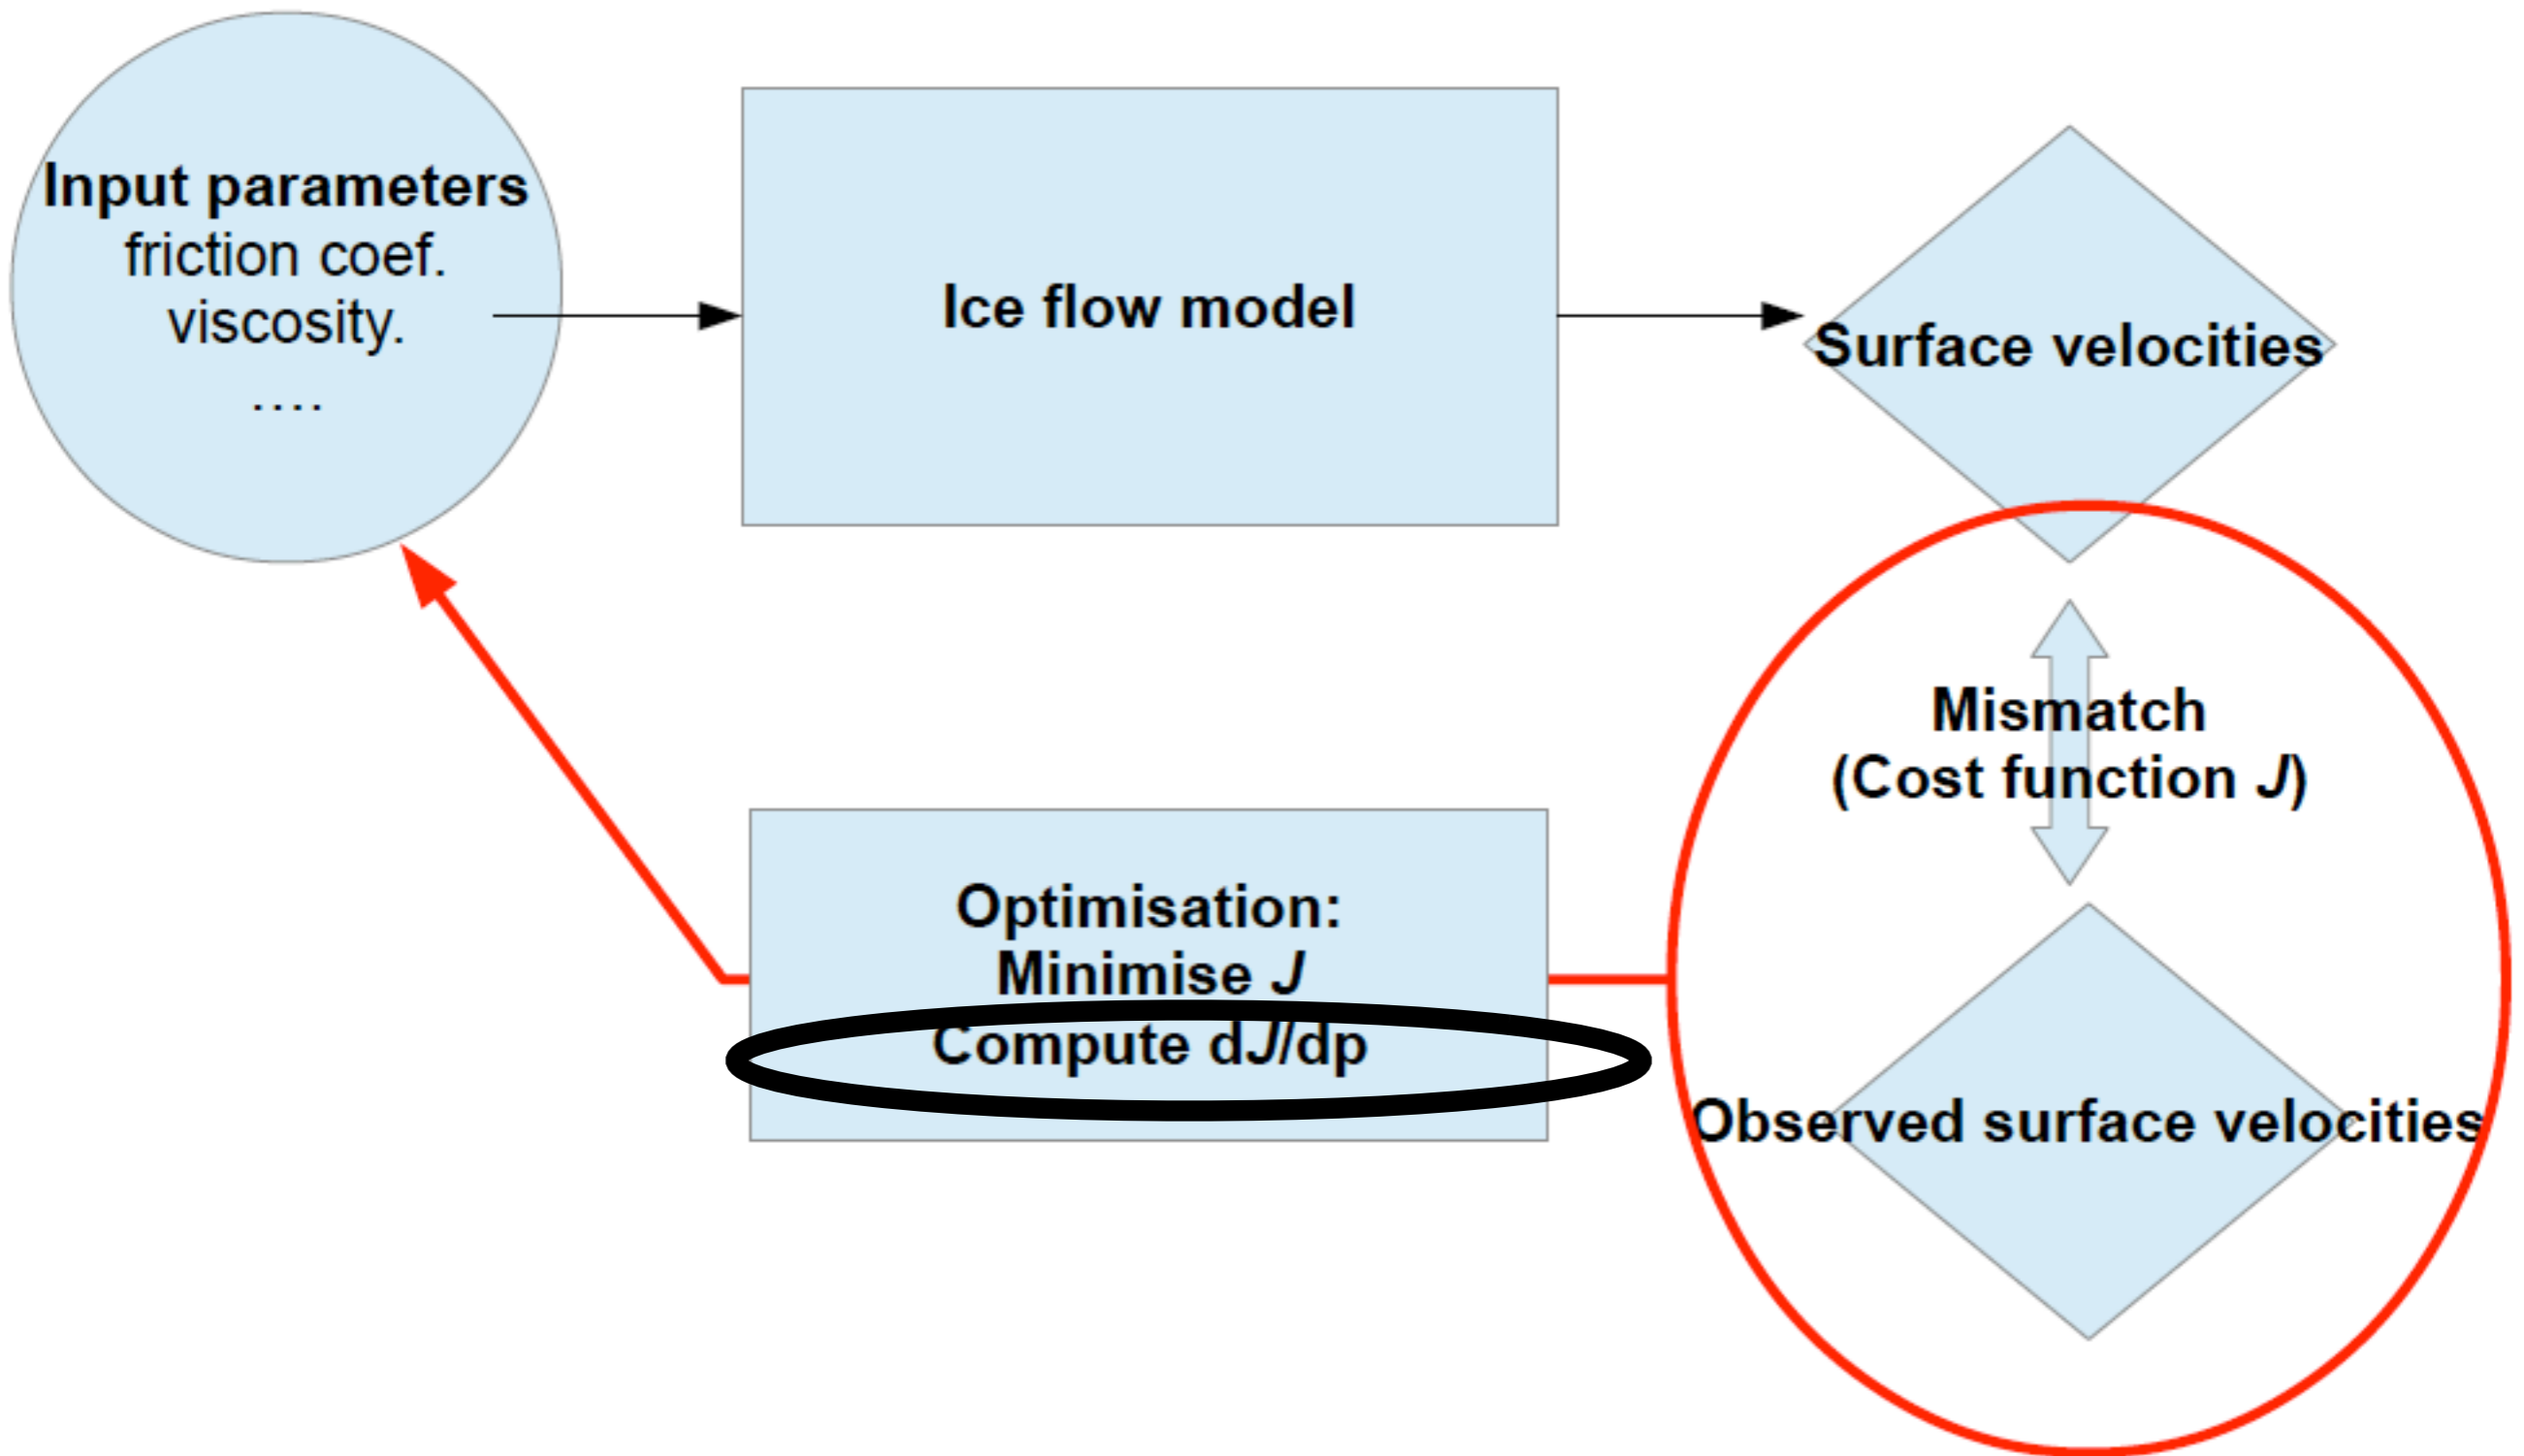 Input parameters
friction coef.
viscosity.
....
Ice flow model
Surface velocities
Mismatch
(Cost function J)
Optimisation:
Minimise J
Compute dJ/dp
Observed surface velocities